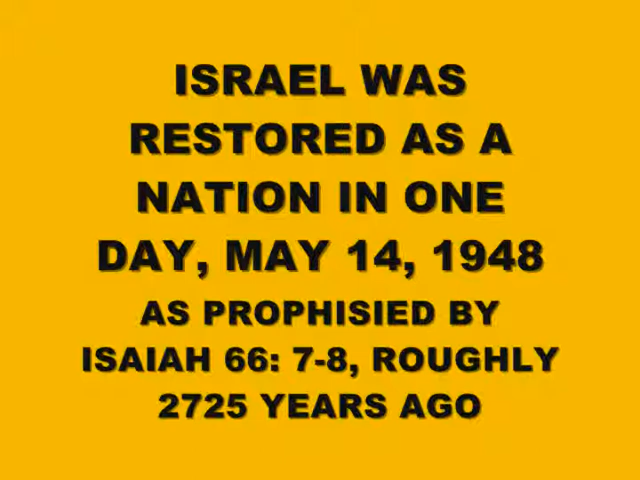 ISRAEL WAS
RESTORED AS A
NATION IN ONE
DAY, MAY 14, 1948
AS PROPHISIED BY
ISAIAH 66: 7-8, ROUGHLY
2725 YEARS AGO